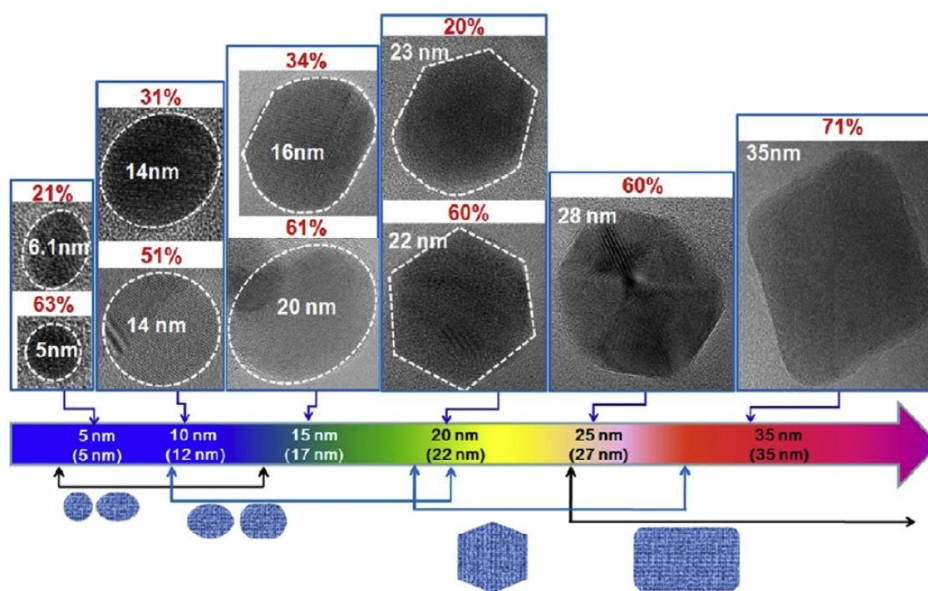 21%
6.1nm
63%
5nm
31%
14nm
51%
14 nm
34%
16nm
61%
20 nm
20%
23 nm
60%
22 nm
60%
28 nm
71%
35nm
5 nm
(5 nm)
10 nm
(12 nm)
15 nm
(17 nm)
20 nm
(22 nm)
25 nm
(27 nm)
35 nm
(35 nm)